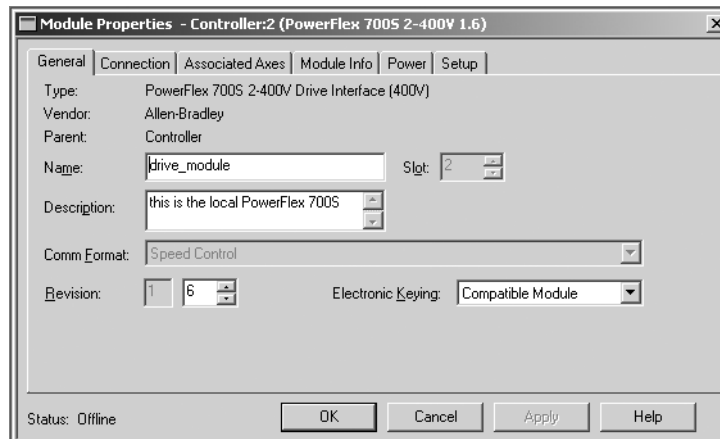 Module Properties - Controller:2 (PowerFlex 700S 2-400V 1.6)
General Connection Associated Axes Module Info Power Setup
Type: PowerFlex 700S 2-400V Drive Interface (400V)
Vendor: Allen-Bradley
Parent: Controller
Name: drive_module Slot: 2
Description: this is the local PowerFlex 700S
Comm Format: Speed Control
Revision: 1 6 Electronic Keying: Compatible Module
Status: Offline OK Cancel Apply Help